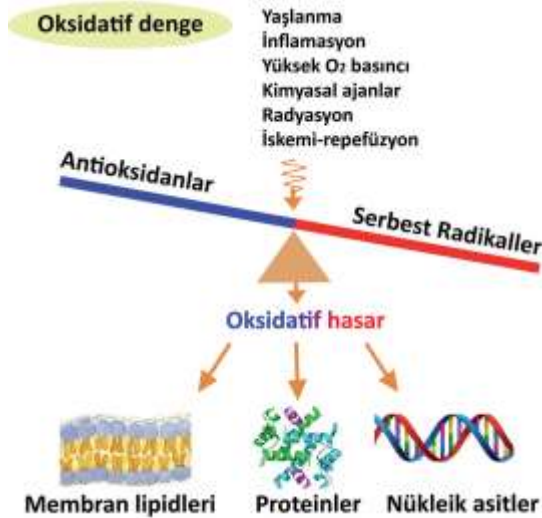 Oksidatif denge
Yaşlanma
İnflamasyon
Yüksek O₂ basıncı
Kimyasal ajanlar
Radyasyon
İskemi-repefüzyon
Antioksidanlar
Serbest Radikaller
Oksidatif hasar
Membran lipidleri
Proteinler
Nükleik asitler